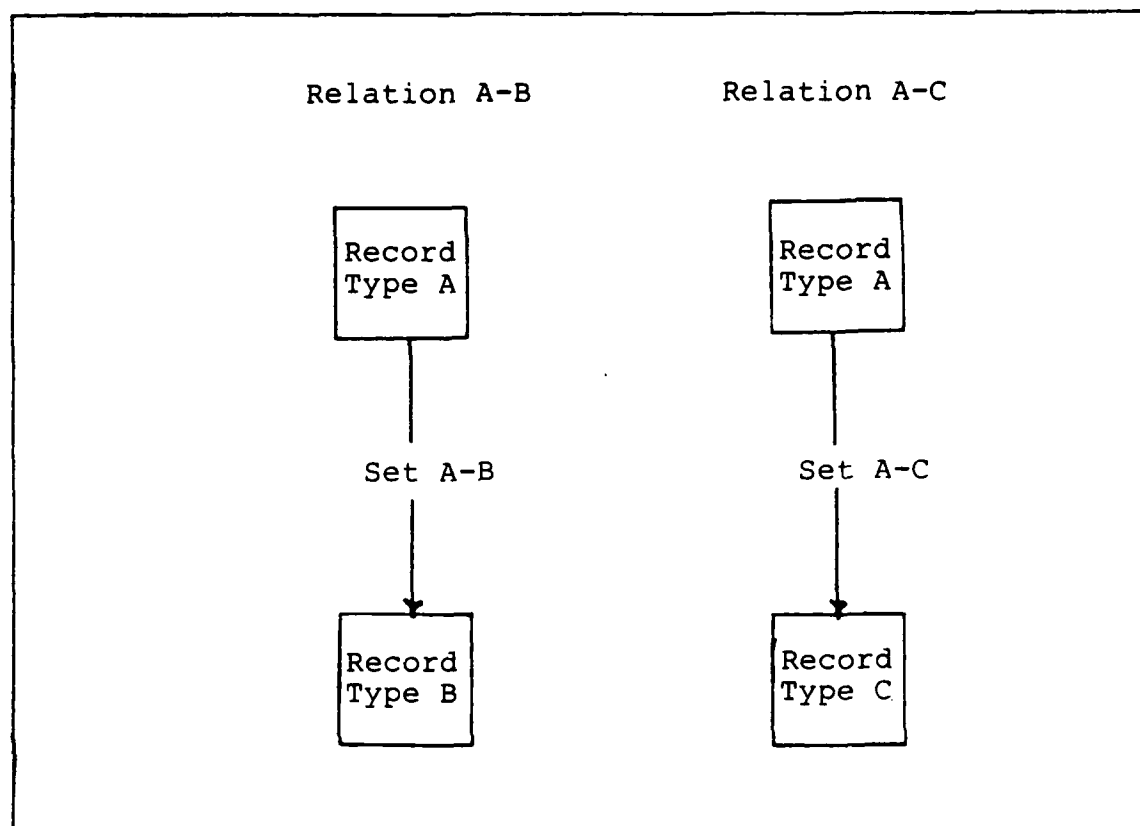 Relation A-B
Relation A-C
Record
Type A
Record
Type A
Set A-B
Set A-C
Record
Type B
Record
Type C